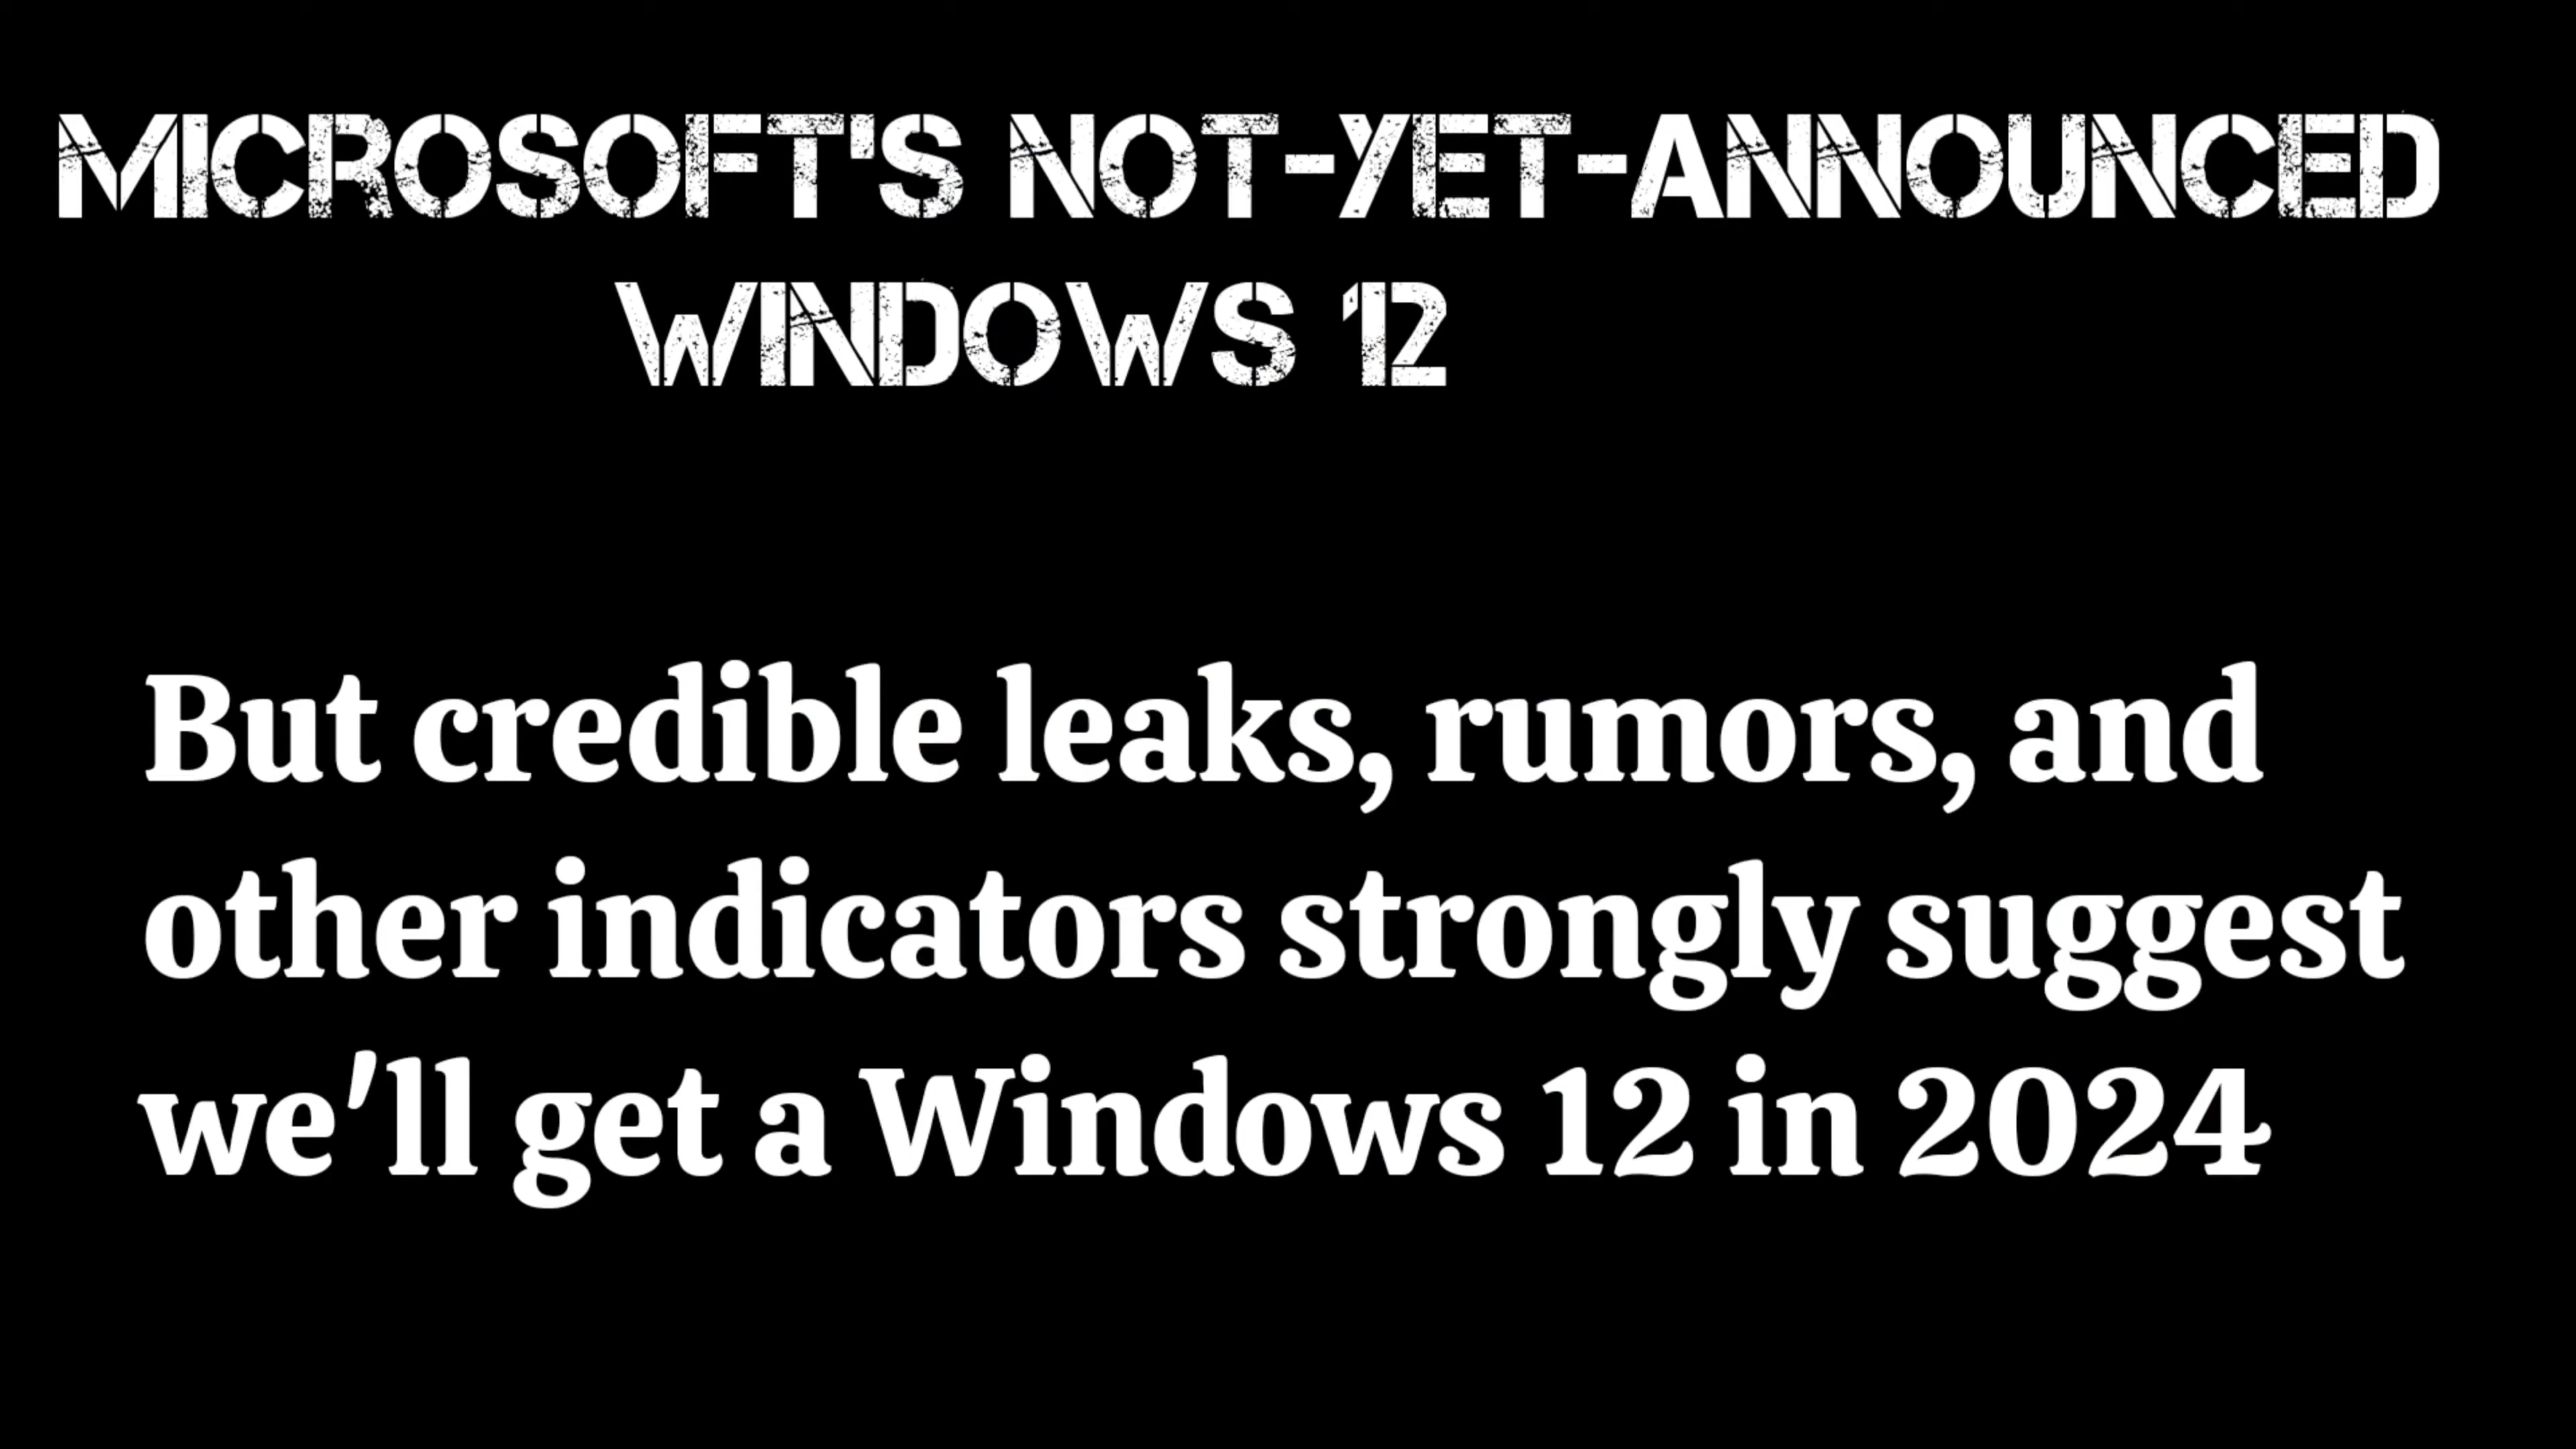 MICROSOFT'S NOT-YET-ANNOUNCED
WINDOWS 12
But credible leaks, rumors, and
other indicators strongly suggest
we'll get a Windows 12 in 2024